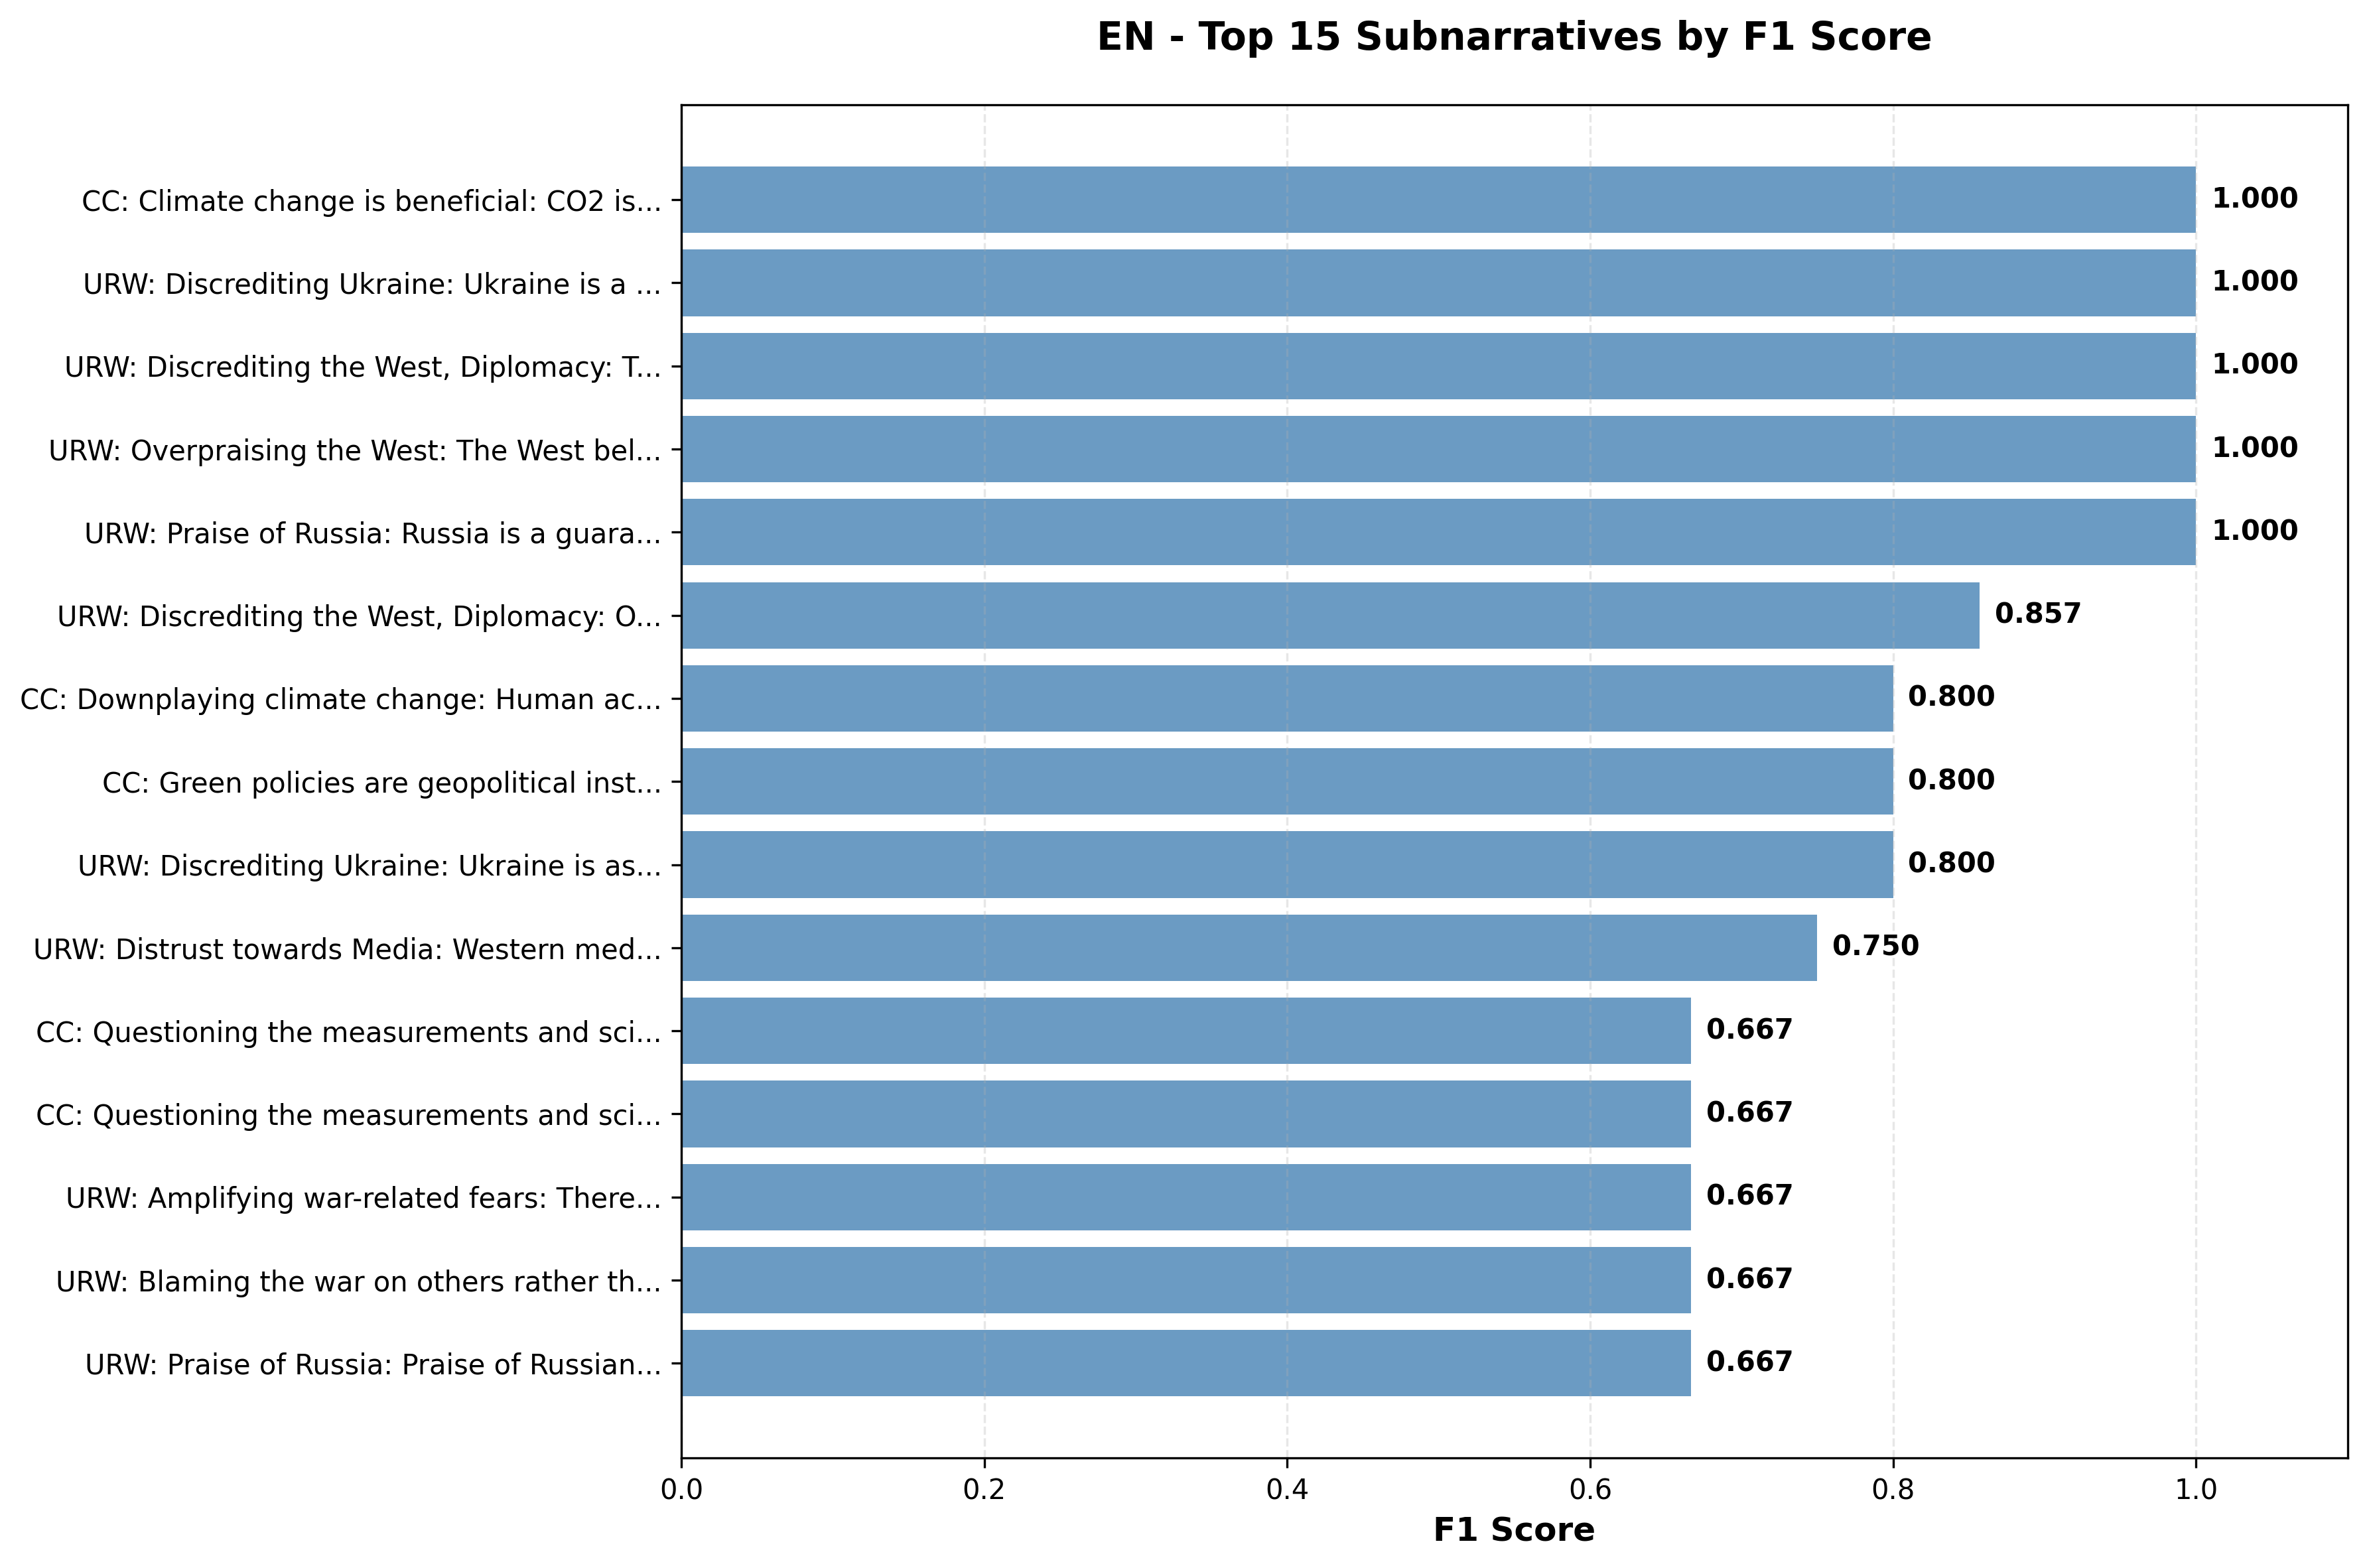 EN - Top 15 Subnarratives by F1 Score
CC: Climate change is beneficial: CO2 is... 1.000
URW: Discrediting Ukraine: Ukraine is a ... 1.000
URW: Discrediting the West, Diplomacy: T... 1.000
URW: Overpraising the West: The West bel... 1.000
URW: Praise of Russia: Russia is a guara... 1.000
URW: Discrediting the West, Diplomacy: O... 0.857
CC: Downplaying climate change: Human ac... 0.800
CC: Green policies are geopolitical inst... 0.800
URW: Discrediting Ukraine: Ukraine is as... 0.800
URW: Distrust towards Media: Western med... 0.750
CC: Questioning the measurements and sci... 0.667
CC: Questioning the measurements and sci... 0.667
URW: Amplifying war-related fears: There... 0.667
URW: Blaming the war on others rather th... 0.667
URW: Praise of Russia: Praise of Russian... 0.667
0.0 0.2 0.4 0.6 0.8 1.0
F1 Score